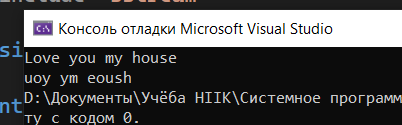 Консоль отладки Microsoft Visual Studio
Love you my house
uoy ym eoush
D:\Документы\Учёба НІІК\Системное программ
ту с кодом 0.